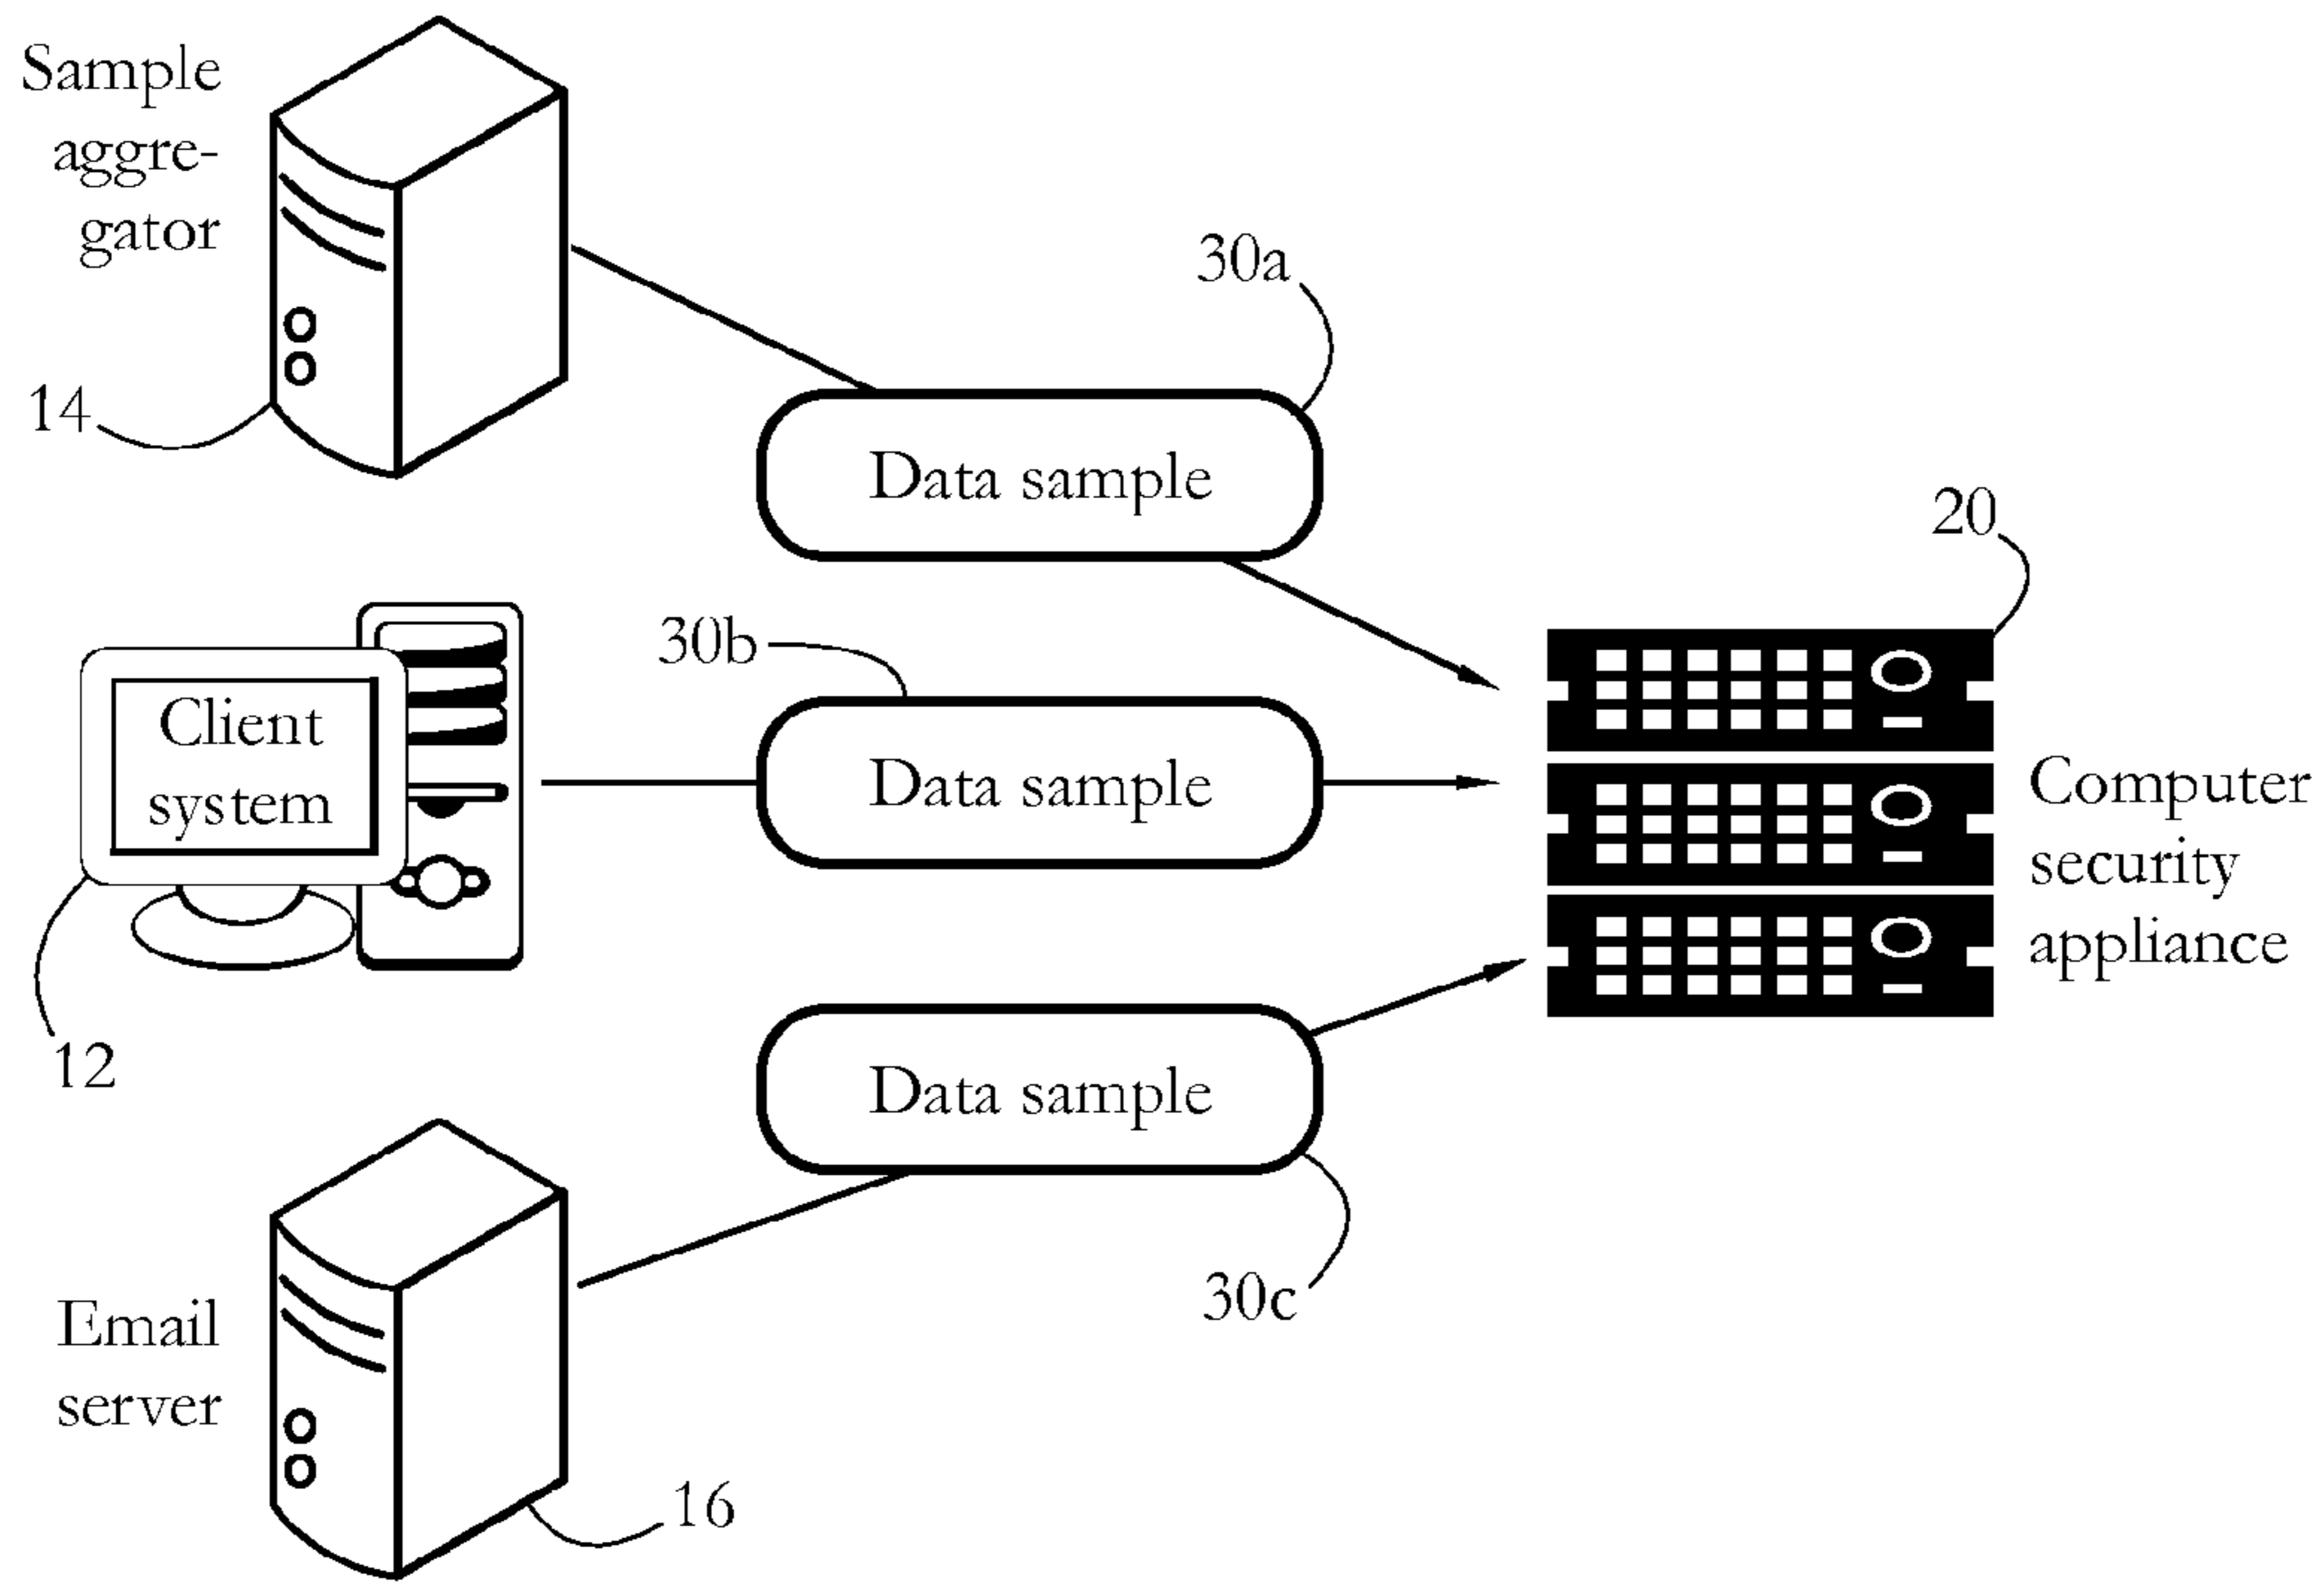 Sample
aggre-
gator
14
30a
Data sample
20
30b
Client
system
Data sample
Computer
security
appliance
12
Data sample
30c
Email
server
16